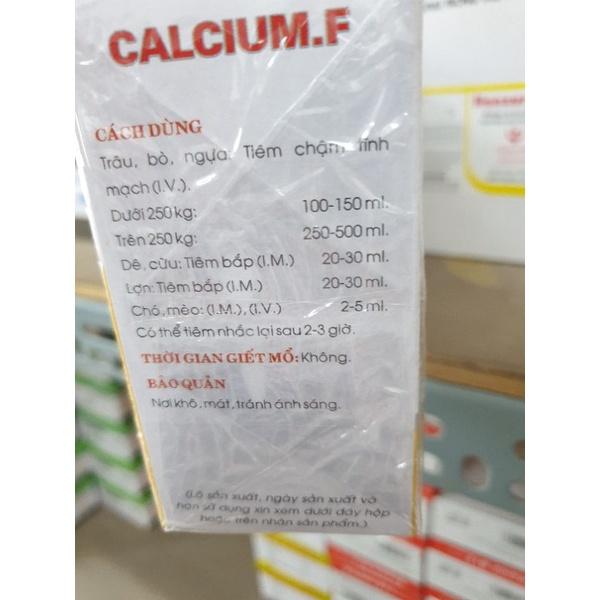 CALCIUM.F
CÁCH DÙNG
Trâu, bò, ngựa: Tiêm chậm tĩnh
mạch (I.V.).
Dưới 250 kg: 100-150 ml.
Trên 250 kg: 250-500 ml.
Dê, cừu: Tiêm bắp (I.M.) 20-30 ml.
Lợn: Tiêm bắp (I.M.) 20-30 ml.
Chó, mèo: (I.M.), (I.V.) 2-5 ml.
Có thể tiêm nhắc lại sau 2-3 giờ.
THỜI GIAN GIẾT MỔ: Không.
BẢO QUẢN
Nơi khô, mát, tránh ánh sáng.
(Lô sản xuất, ngày sản xuất và
hạn sử dụng xin xem dưới đáy hộp
hoặc trên nhãn sản phẩm.)